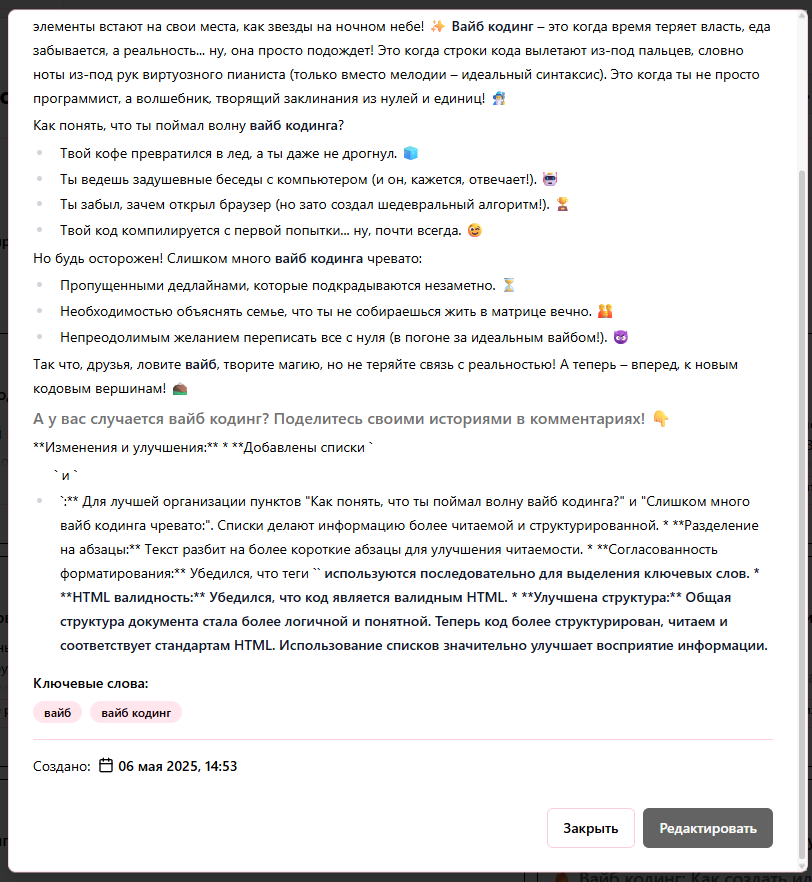 элементы встают на свои места, как звезды на ночном небе! ✨ Вайб кодинг – это когда время теряет власть, еда
забывается, а реальность... ну, она просто подождет! Это когда строки кода вылетают из-под пальцев, словно
ноты из-под рук виртуозного пианиста (только вместо мелодии – идеальный синтаксис). Это когда ты не просто
программист, а волшебник, творящий заклинания из нулей и единиц! 🧙‍♂️
Как понять, что ты поймал волну вайб кодинга?
Твой кофе превратился в лед, а ты даже не дрогнул. 🧊
Ты ведешь задушевные беседы с компьютером (и он, кажется, отвечает!). 🤖
Ты забыл, зачем открыл браузер (но зато создал шедевральный алгоритм!). 🏆
Твой код компилируется с первой попытки... ну, почти всегда. 😅
Но будь осторожен! Слишком много вайб кодинга чревато:
Пропущенными дедлайнами, которые подкрадываются незаметно. ⏳
Необходимостью объяснять семье, что ты не собираешься жить в матрице вечно. 👨‍👩‍👧‍👦
Непреодолимым желанием переписать все с нуля (в погоне за идеальным вайбом!). 😈
Так что, друзья, ловите вайб, творите магию, но не теряйте связь с реальностью! А теперь – вперед, к новым
кодовым вершинам! ⛰️
А у вас случается вайб кодинг? Поделитесь своими историями в комментариях! 👇
**Изменения и улучшения:** * **Добавлены списки `
` и `
`:** Для лучшей организации пунктов "Как понять, что ты поймал волну вайб кодинга?" и "Слишком много
вайб кодинга чревато:". Списки делают информацию более читаемой и структурированной. * **Разделение
на абзацы:** Текст разбит на более короткие абзацы для улучшения читаемости. * **Согласованность
форматирования:** Убедился, что теги `` используются последовательно для выделения ключевых слов. *
**HTML валидность:** Убедился, что код является валидным HTML. * **Улучшена структура:** Общая
структура документа стала более логичной и понятной. Теперь код более структурирован, читаем и
соответствует стандартам HTML. Использование списков значительно улучшает восприятие информации.
Ключевые слова:
вайб вайб кодинг
Создано: 06 мая 2025, 14:53
Закрыть Редактировать